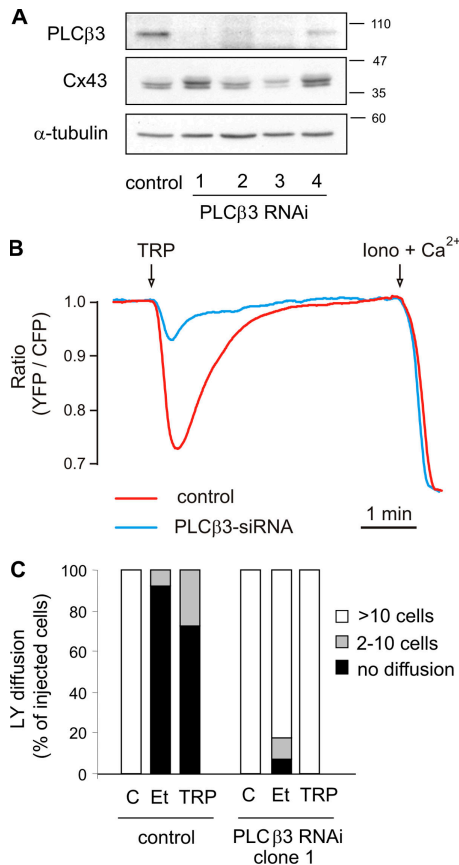 A
PLCβ3
110
Cx43
47
35
α-tubulin
60
control 1 2 3 4
PLCβ3 RNAi
B
TRP Iono + Ca2+
1.0
0.9
0.8
0.7
Ratio
(YFP / CFP)
control
PLCβ3-siRNA
1 min
C
100
80
60
40
20
0
LY diffusion
(% of injected cells)
>10 cells
2-10 cells
no diffusion
C Et TRP C Et TRP
control PLCβ3 RNAi
clone 1